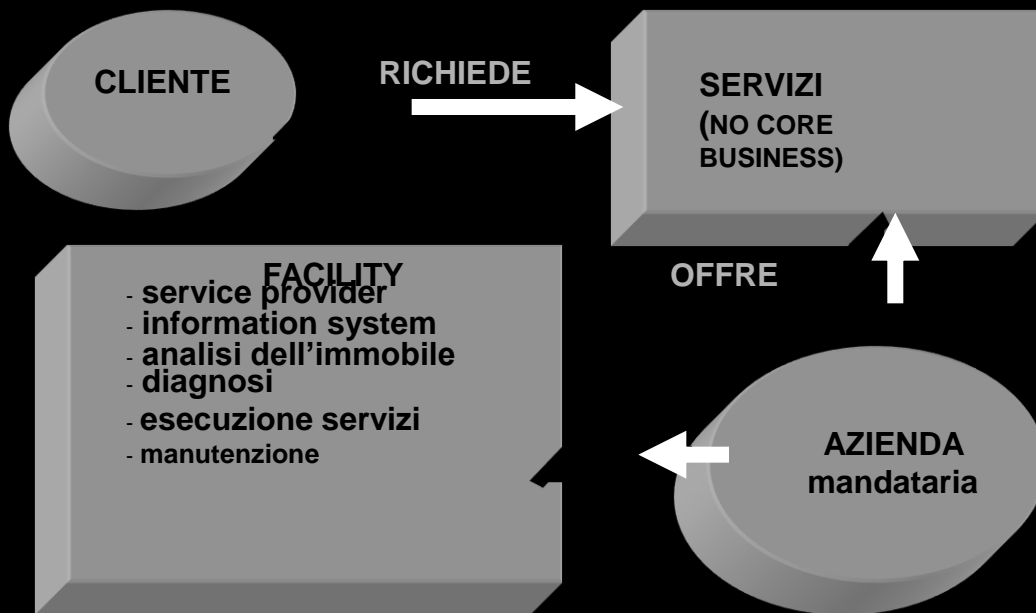 CLIENTE
RICHIEDE
SERVIZI
(NO CORE
BUSINESS)
FACILITY
- service provider
- information system
- analisi dell’immobile
- diagnosi
- esecuzione servizi
- manutenzione
OFFRE
AZIENDA
mandataria